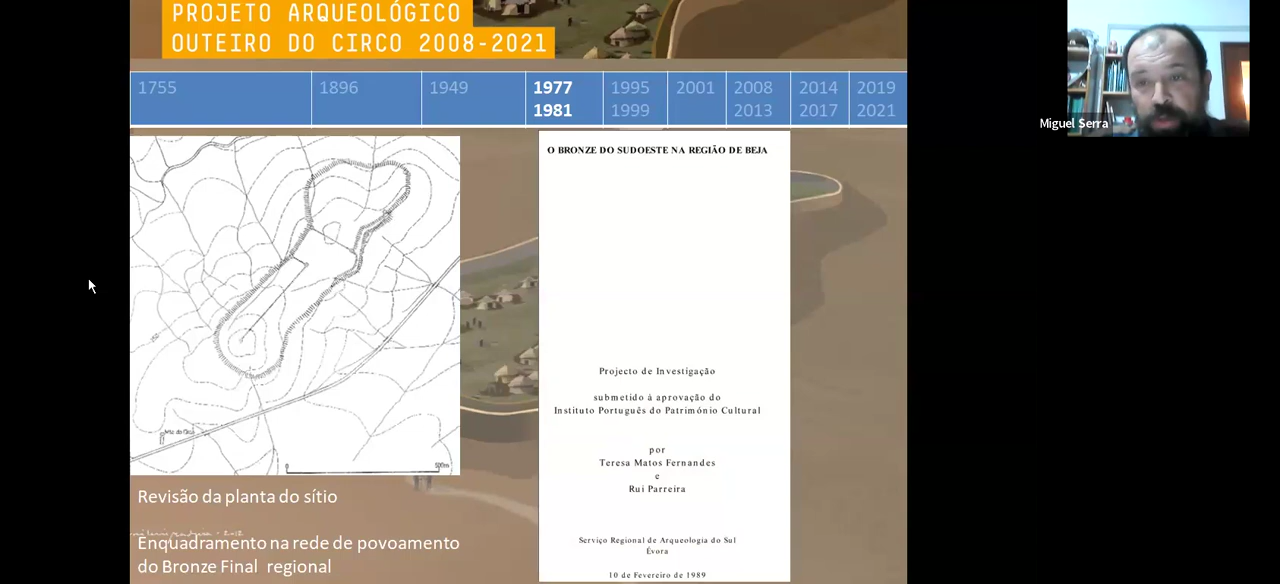 PROJETO ARQUEOLÓGICO
OUTEIRO DO CIRCO 2008-2021
1755 1896 1949 1977 1995 2001 2008 2014 2019
1981 1999 2013 2017 2021
Miguel Serra
O BRONZE DO SUDOESTE NA REGIÃO DE BEJA
Projecto de Investigação
submetido à aprovação do
Instituto Português do Património Cultural
por
Teresa Matos Fernandes
e
Rui Parreira
Serviço Regional de Arqueologia do Sul
Évora
10 de Fevereiro de 1989
0 500m
Revisão da planta do sítio
Enquadramento na rede de povoamento
do Bronze Final regional